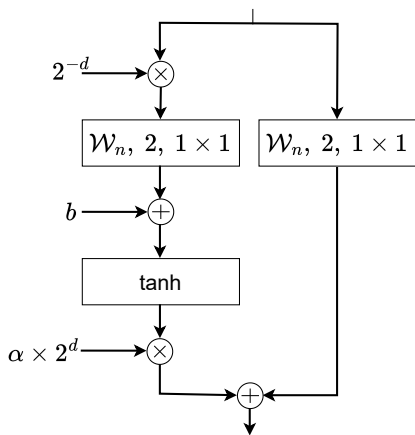 2^{-d}
×
𝒲_n, 2, 1 × 1
𝒲_n, 2, 1 × 1
b
+
tanh
α × 2^d
×
+